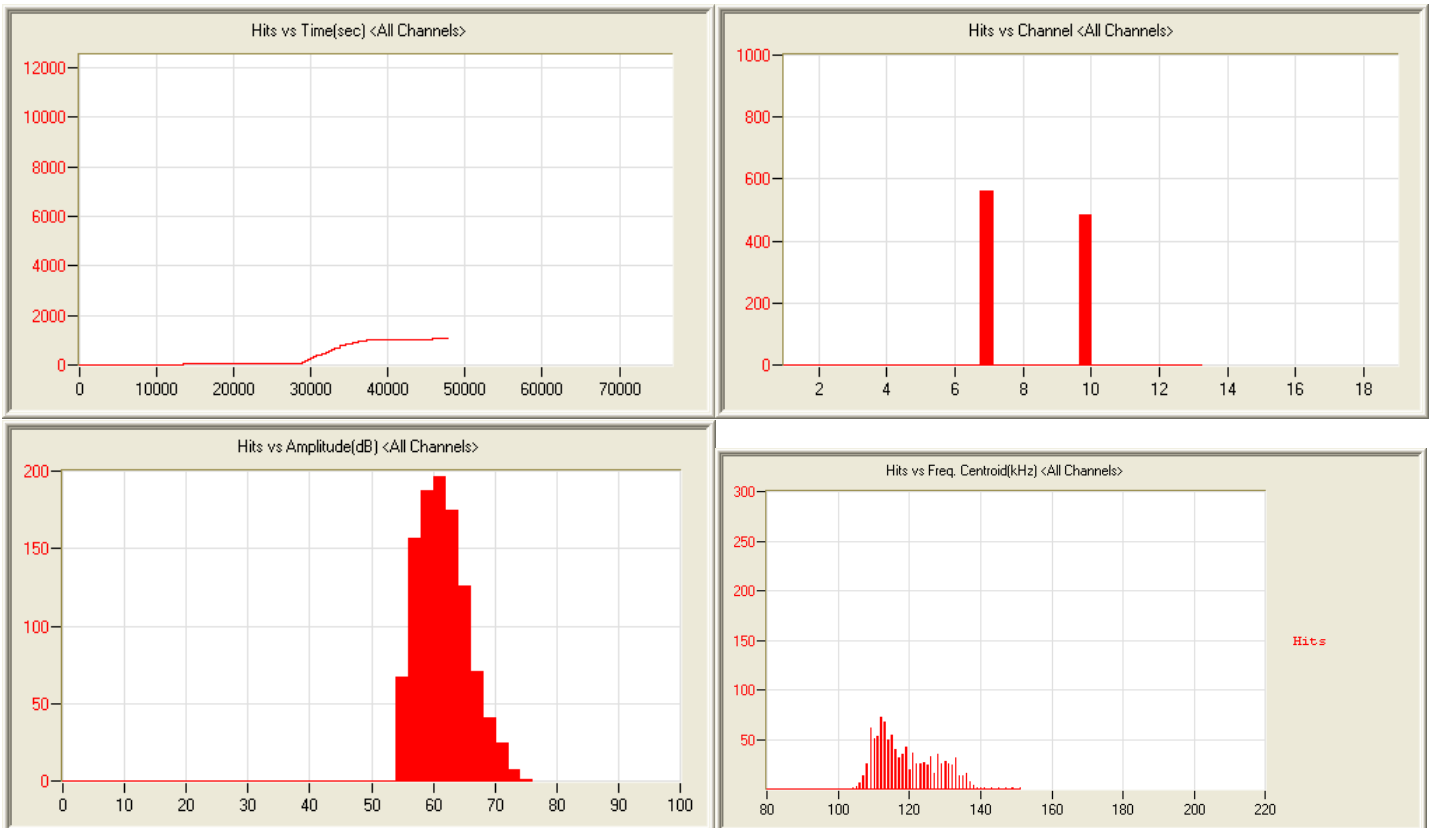 Hits vs Time(sec) <All Channels>
12000
10000
8000
6000
4000
2000
0
0 10000 20000 30000 40000 50000 60000 70000
Hits vs Channel <All Channels>
1000
800
600
400
200
0
2 4 6 8 10 12 14 16 18
Hits vs Amplitude(dB) <All Channels>
200
150
100
50
0
0 10 20 30 40 50 60 70 80 90 100
Hits vs Freq. Centroid(kHz) <All Channels>
300
250
200
150
100
50
80 100 120 140 160 180 200 220
Hits